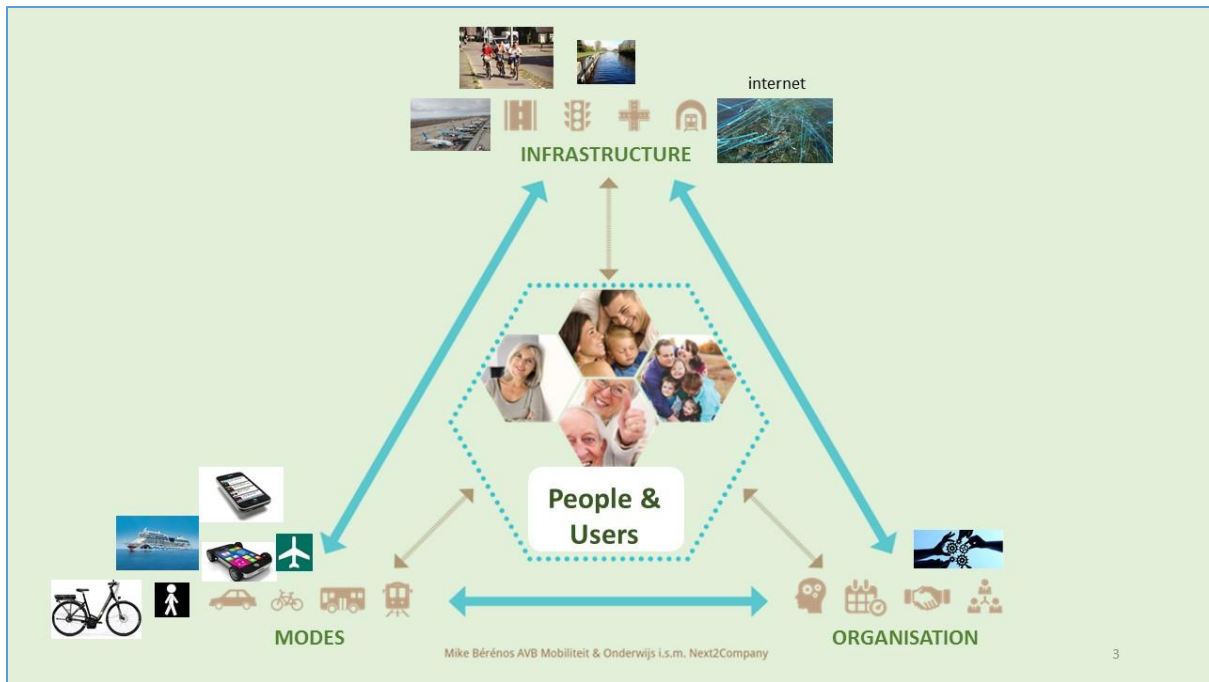 internet
INFRASTRUCTURE
People &
Users
MODES
ORGANISATION
Mike Bérénos AVB Mobiliteit & Onderwijs i.s.m. Next2Company
3